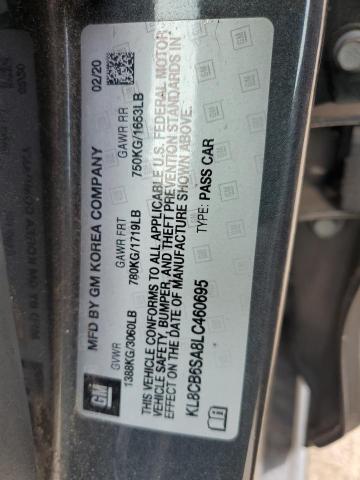 MFD BY GM KOREA COMPANY 02/20
GVWR GAWR FRT GAWR RR
1388KG/3060LB 780KG/1719LB 750KG/1653LB
THIS VEHICLE CONFORMS TO ALL APPLICABLE U.S. FEDERAL MOTOR
VEHICLE SAFETY, BUMPER, AND THEFT PREVENTION STANDARDS IN
EFFECT ON THE DATE OF MANUFACTURE SHOWN ABOVE.
KL8CB6SA8LC460695 TYPE: PASS CAR
GM